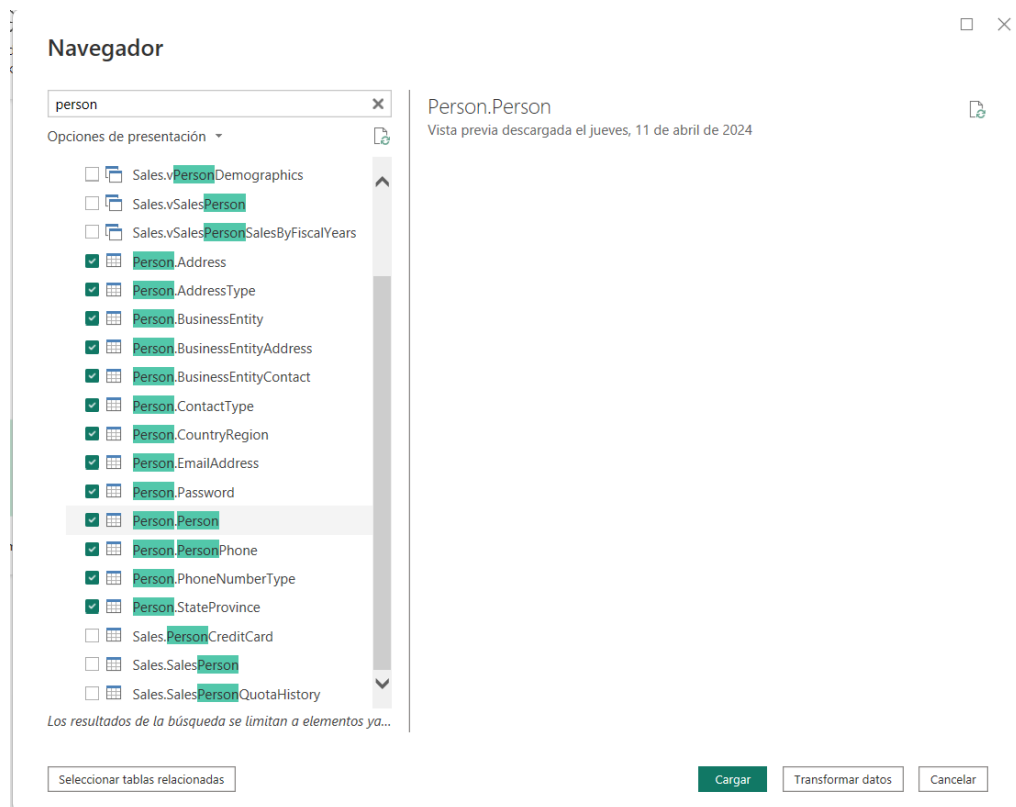 Navegador
person
Opciones de presentación
Sales.vPersonDemographics
Sales.vSalesPerson
Sales.vSalesPersonSalesByFiscalYears
Person.Address
Person.AddressType
Person.BusinessEntity
Person.BusinessEntityAddress
Person.BusinessEntityContact
Person.ContactType
Person.CountryRegion
Person.EmailAddress
Person.Password
Person.Person
Person.PersonPhone
Person.PhoneNumberType
Person.StateProvince
Sales.PersonCreditCard
Sales.SalesPerson
Sales.SalesPersonQuotaHistory
Los resultados de la búsqueda se limitan a elementos ya...
Person.Person
Vista previa descargada el jueves, 11 de abril de 2024
Seleccionar tablas relacionadas
Cargar
Transformar datos
Cancelar